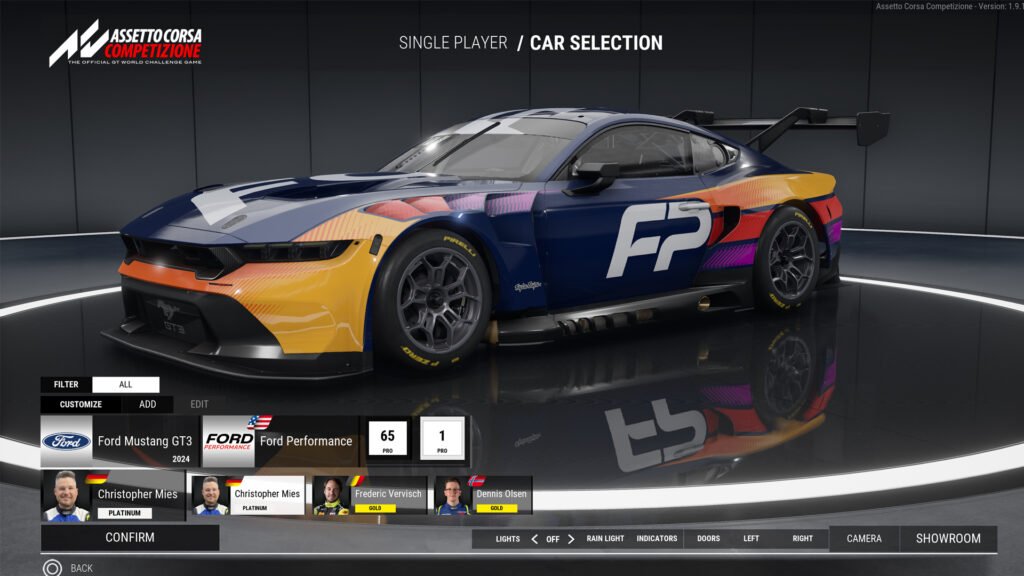 Assetto Corsa Competizione - Version: 1.9.1
ASSETTO CORSA
COMPETIZIONE
THE OFFICIAL GT WORLD CHALLENGE GAME
SINGLE PLAYER / CAR SELECTION
PIRELLI
FP
GT3
P ZERO
FILTER ALL
CUSTOMIZE ADD EDIT
Ford Ford Mustang GT3 2024
FORD PERFORMANCE Ford Performance
65 PRO
1 PRO
Christopher Mies PLATINUM
Christopher Mies PLATINUM
Frederic Vervisch GOLD
Dennis Olsen GOLD
CONFIRM
LIGHTS < OFF > RAIN LIGHT INDICATORS DOORS LEFT RIGHT CAMERA SHOWROOM
BACK